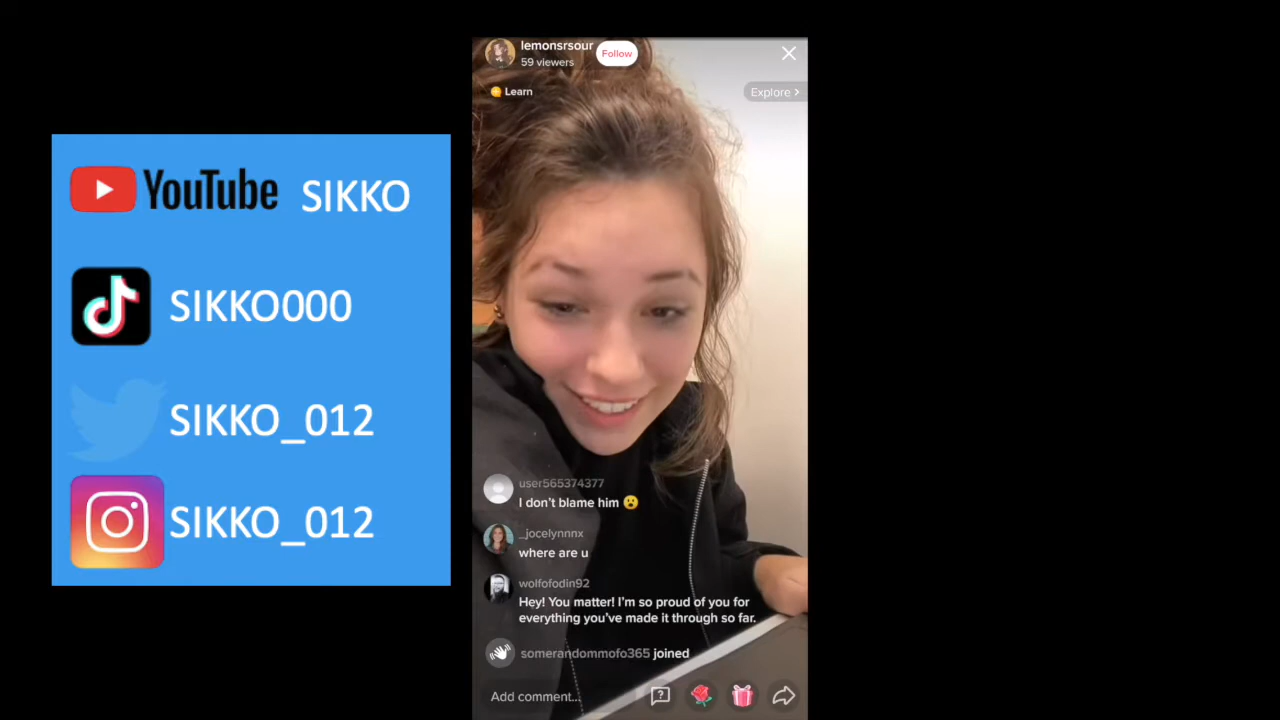 YouTube SIKKO
SIKKO000
SIKKO_012
SIKKO_012
lemonsrsour
Follow
59 viewers
Learn
Explore >
user565374377
I don't blame him 😮
_jocelynnnx
where are u
wolfofodin92
Hey! You matter! I'm so proud of you for
everything you've made it through so far.
somerandommofo365 joined
Add comment...